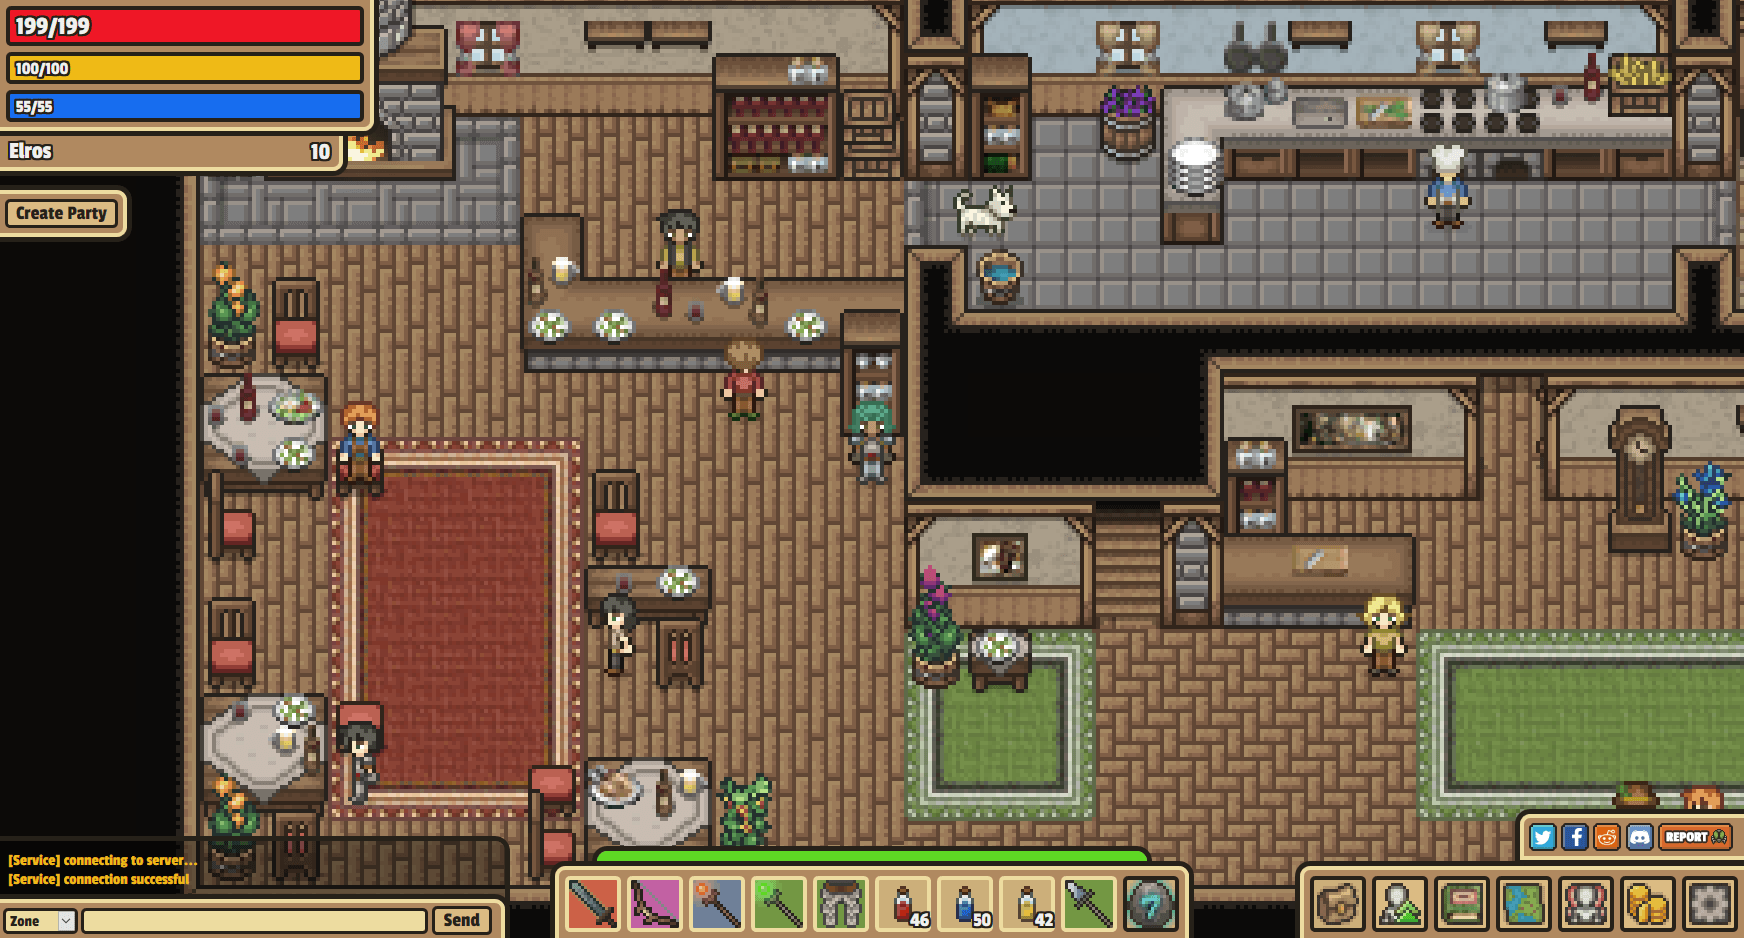 199/199
100/100
55/55
Elros 10
Create Party
[Service] connecting to server...
[Service] connection successful
Zone
Send
46
50
42
7
REPORT